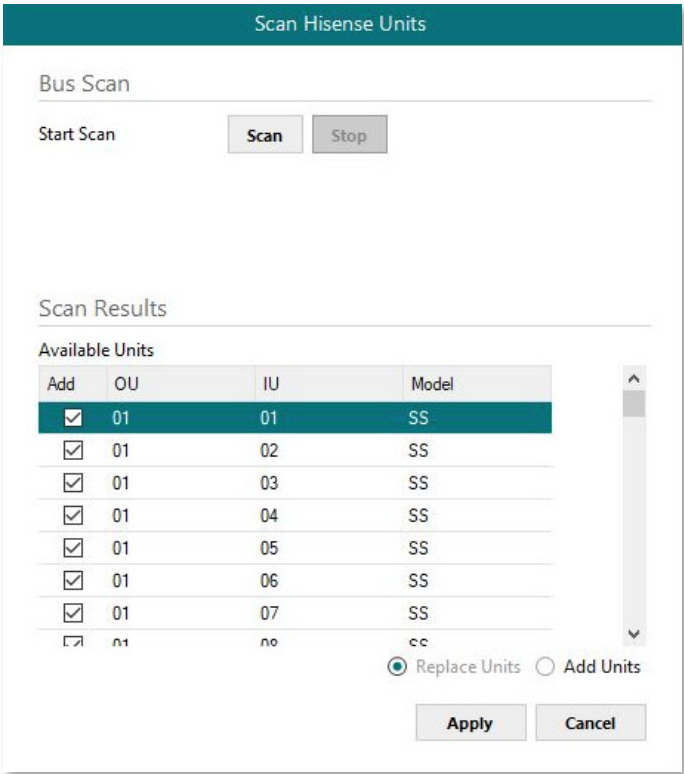 Scan Hisense Units
Bus Scan
Start Scan Scan Stop
Scan Results
Available Units
Add OU IU Model
01 01 SS
01 02 SS
01 03 SS
01 04 SS
01 05 SS
01 06 SS
01 07 SS
Replace Units Add Units
Apply Cancel